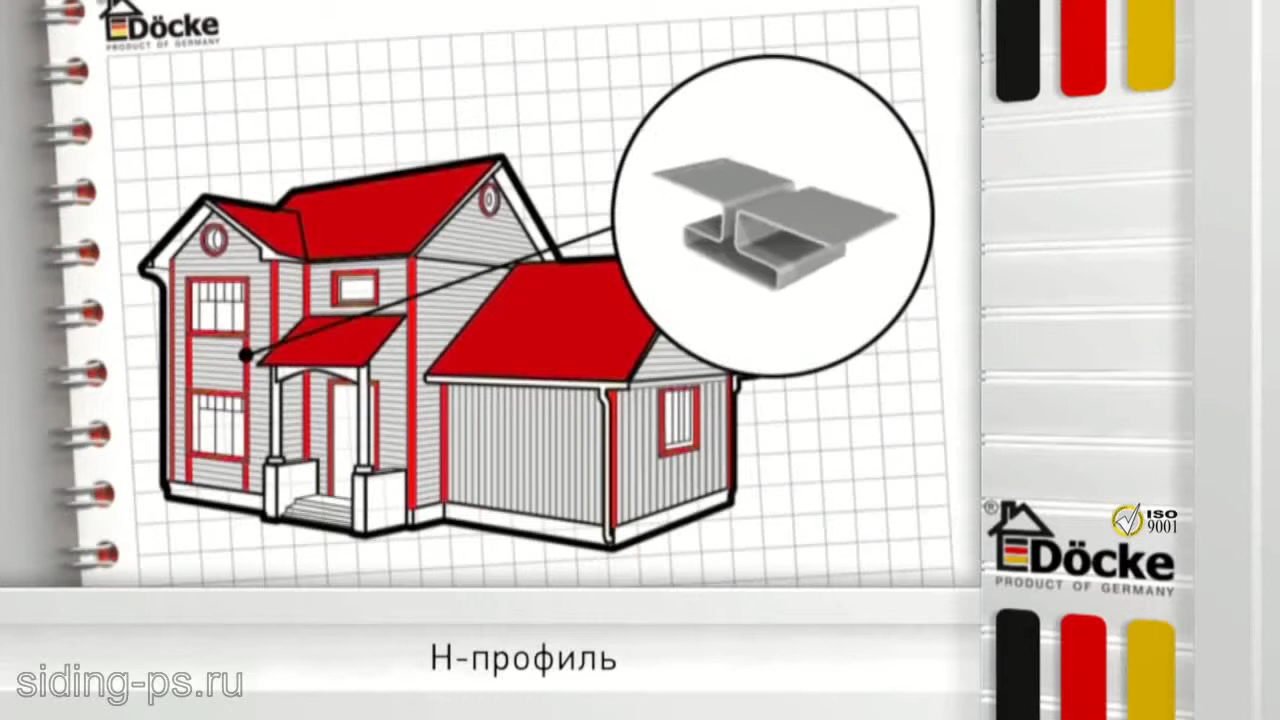 Döcke
PRODUCT OF GERMANY
® ISO
9001
Döcke
PRODUCT OF GERMANY
Н-профиль
siding-ps.ru